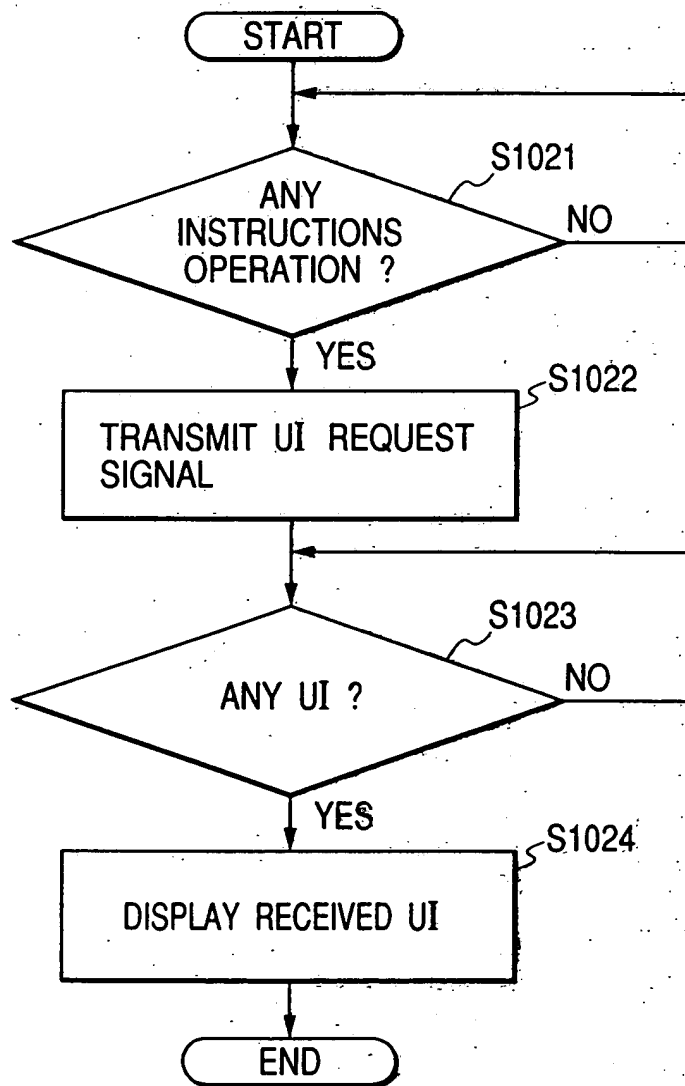 START
S1021
ANY
INSTRUCTIONS
OPERATION ?
NO
YES
S1022
TRANSMIT UI REQUEST
SIGNAL
S1023
ANY UI ?
NO
YES
S1024
DISPLAY RECEIVED UI
END